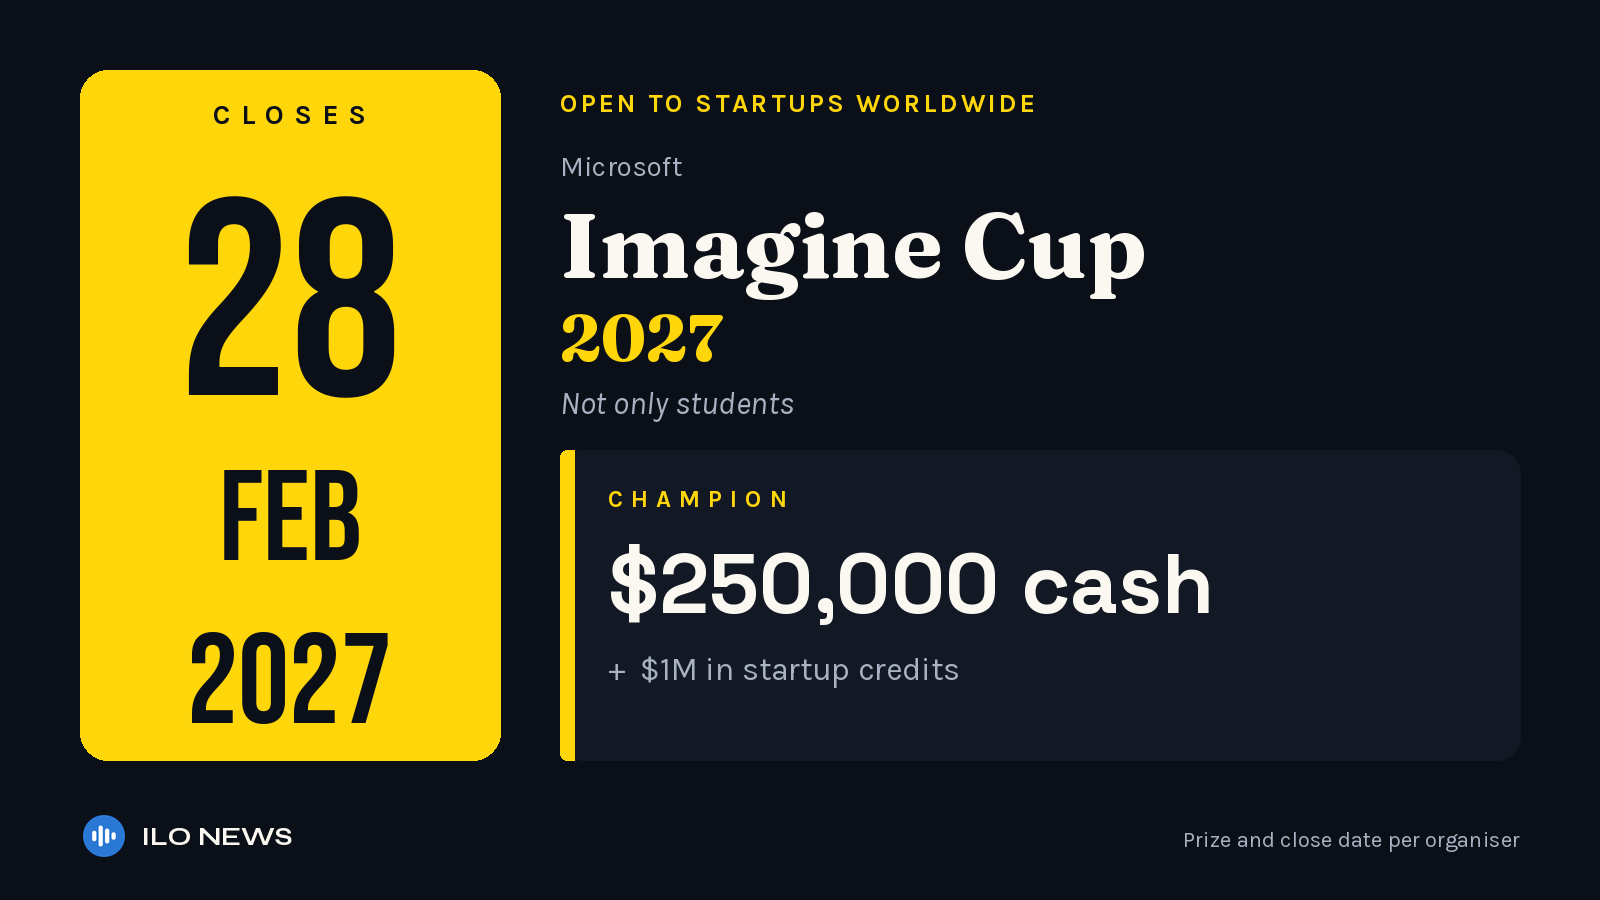 CLOSES
28
FEB
2027
OPEN TO STARTUPS WORLDWIDE
Microsoft
Imagine Cup
2027
Not only students
CHAMPION
$250,000 cash
+ $1M in startup credits
ILO NEWS
Prize and close date per organiser